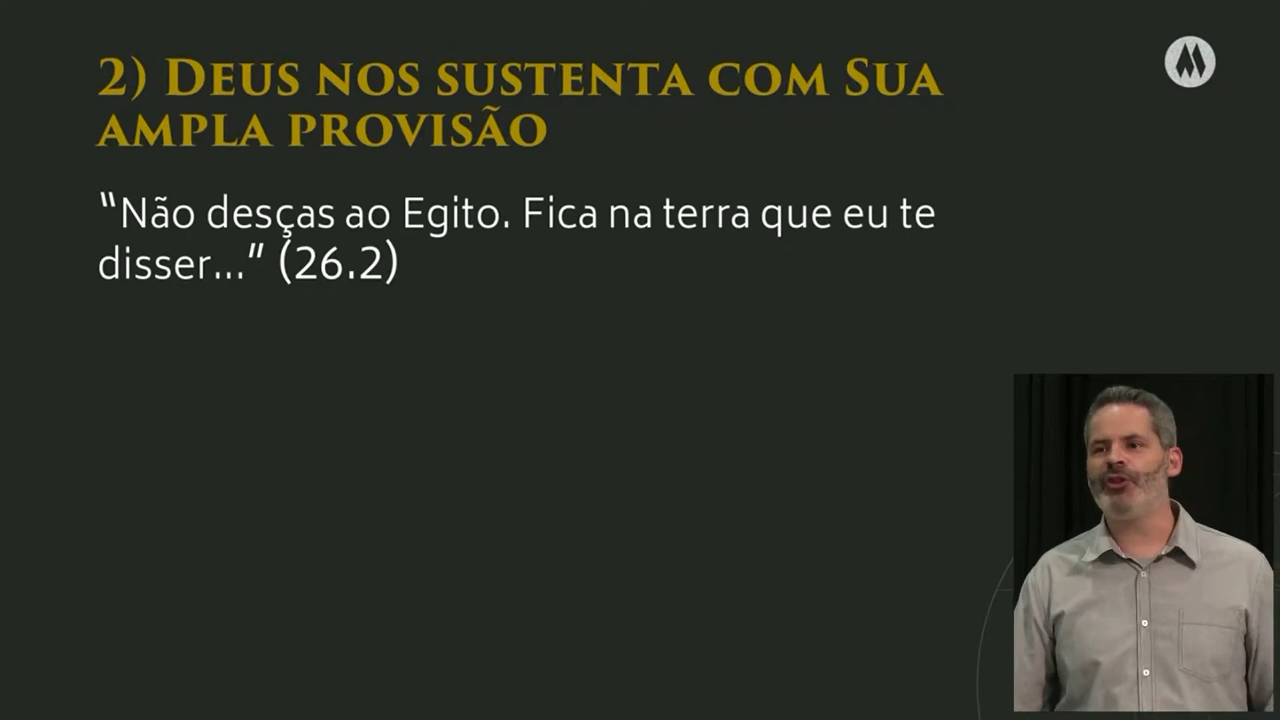 2) Deus nos sustenta com Sua
ampla provisão
“Não desças ao Egito. Fica na terra que eu te
disser...” (26.2)